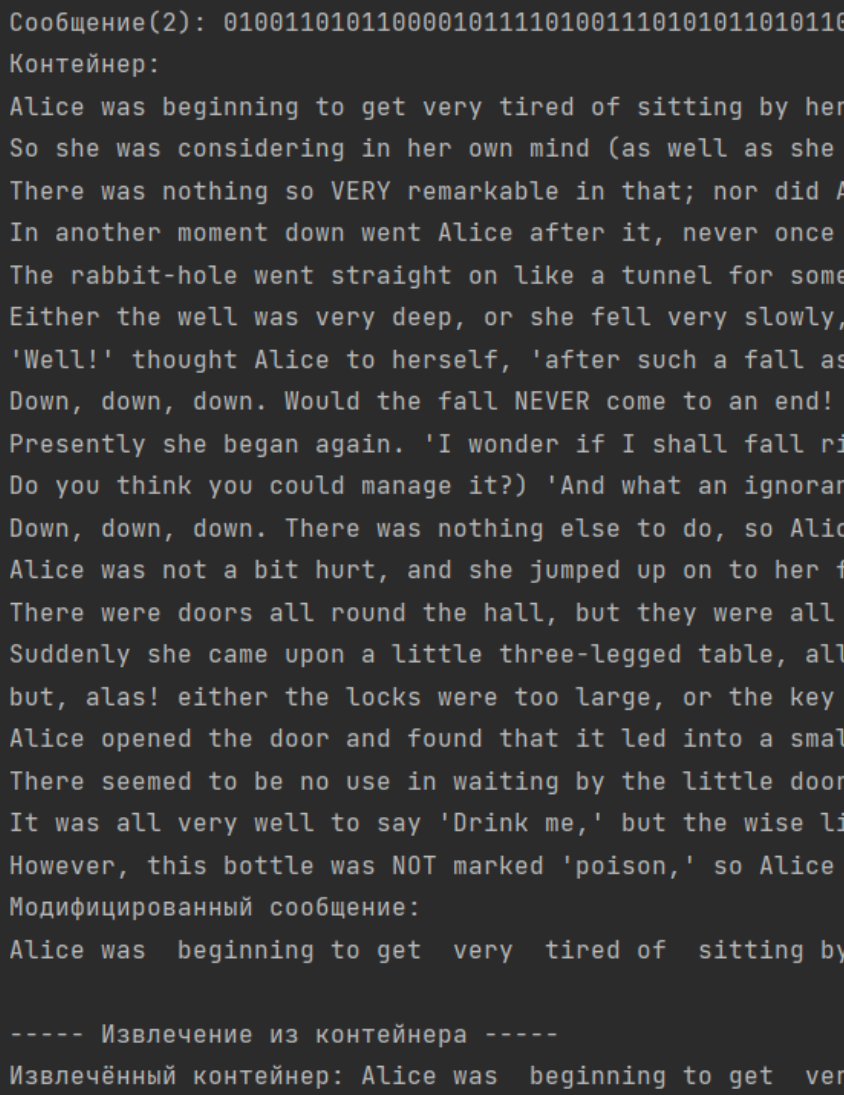 Сообщение(2): 01001101011000010111101001110101011010110
Контейнер:
Alice was beginning to get very tired of sitting by her
So she was considering in her own mind (as well as she
There was nothing so VERY remarkable in that; nor did A
In another moment down went Alice after it, never once
The rabbit-hole went straight on like a tunnel for some
Either the well was very deep, or she fell very slowly,
'Well!' thought Alice to herself, 'after such a fall as
Down, down, down. Would the fall NEVER come to an end!
Presently she began again. 'I wonder if I shall fall ri
Do you think you could manage it?) 'And what an ignoran
Down, down, down. There was nothing else to do, so Alic
Alice was not a bit hurt, and she jumped up on to her f
There were doors all round the hall, but they were all
Suddenly she came upon a little three-legged table, all
but, alas! either the locks were too large, or the key
Alice opened the door and found that it led into a smal
There seemed to be no use in waiting by the little door
It was all very well to say 'Drink me,' but the wise li
However, this bottle was NOT marked 'poison,' so Alice
Модифицированный сообщение:
Alice was  beginning to get  very  tired of  sitting by
----- Извлечение из контейнера -----
Извлечённый контейнер: Alice was  beginning to get  ver